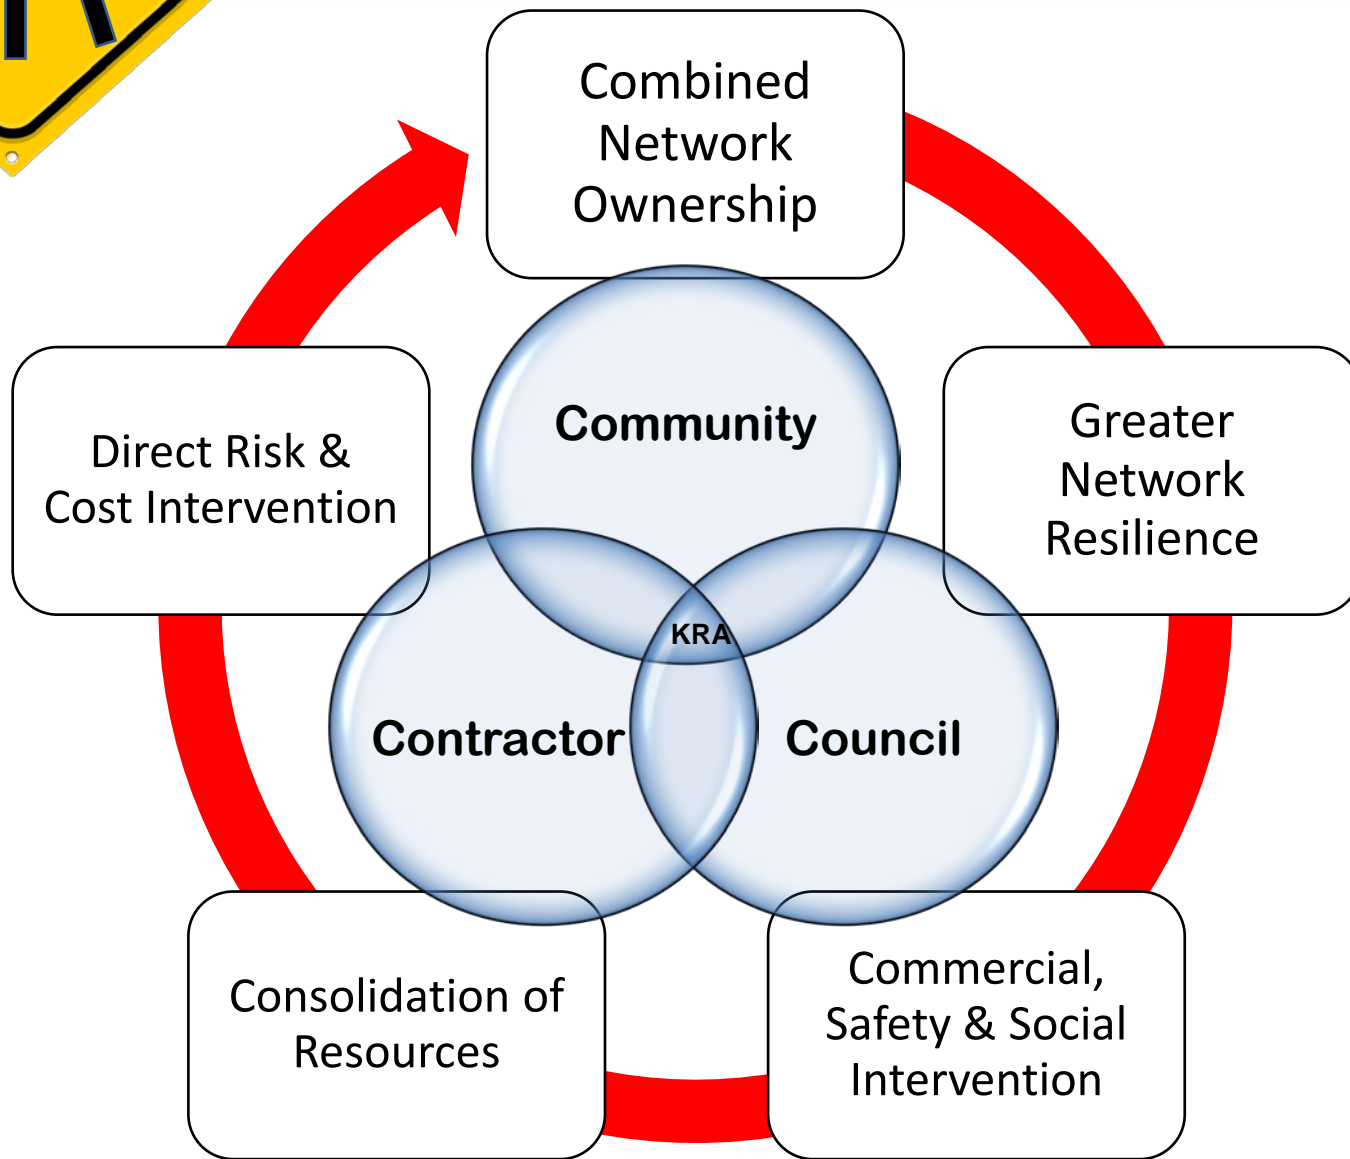 Combined
Network
Ownership
Community
Greater
Network
Resilience
Direct Risk &
Cost Intervention
KRA
Contractor
Council
Consolidation of
Resources
Commercial,
Safety & Social
Intervention